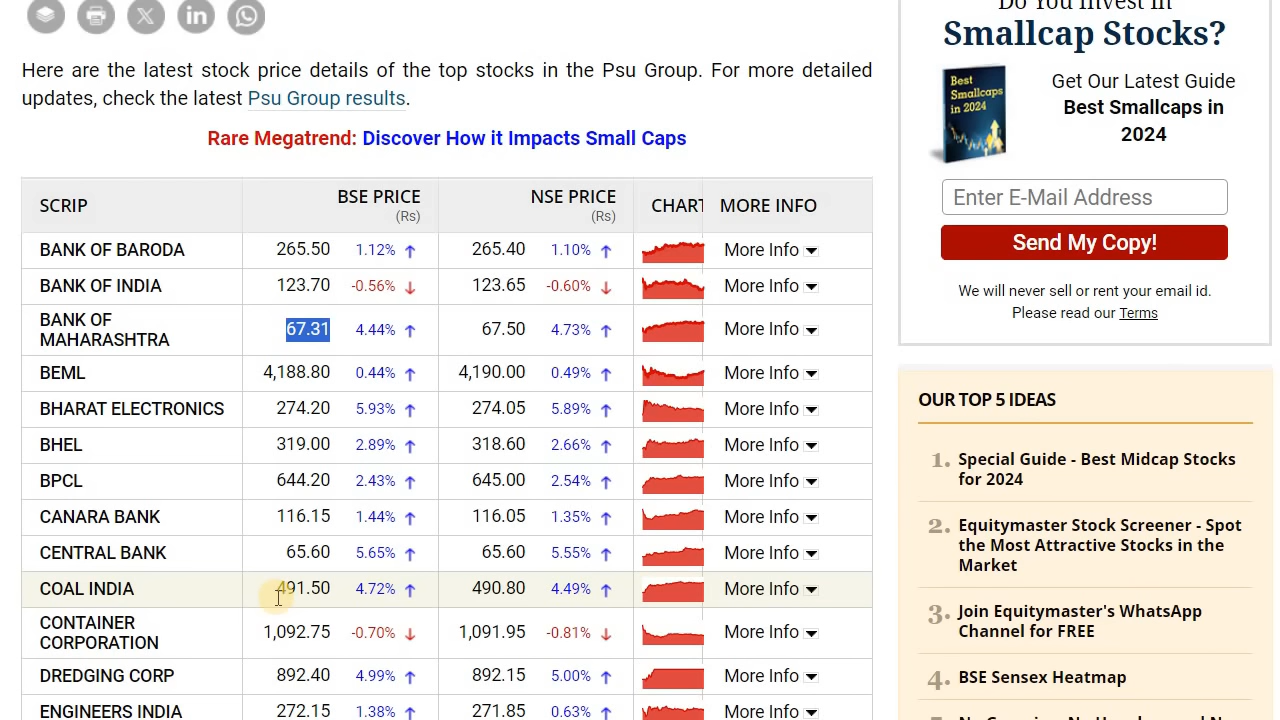 Here are the latest stock price details of the top stocks in the Psu Group. For more detailed
updates, check the latest Psu Group results.
Rare Megatrend: Discover How it Impacts Small Caps
SCRIP BSE PRICE (Rs) NSE PRICE (Rs) CHART MORE INFO
BANK OF BARODA 265.50 1.12% ↑ 265.40 1.10% ↑ More Info
BANK OF INDIA 123.70 -0.56% ↓ 123.65 -0.60% ↓ More Info
BANK OF
MAHARASHTRA 67.31 4.44% ↑ 67.50 4.73% ↑ More Info
BEML 4,188.80 0.44% ↑ 4,190.00 0.49% ↑ More Info
BHARAT ELECTRONICS 274.20 5.93% ↑ 274.05 5.89% ↑ More Info
BHEL 319.00 2.89% ↑ 318.60 2.66% ↑ More Info
BPCL 644.20 2.43% ↑ 645.00 2.54% ↑ More Info
CANARA BANK 116.15 1.44% ↑ 116.05 1.35% ↑ More Info
CENTRAL BANK 65.60 5.65% ↑ 65.60 5.55% ↑ More Info
COAL INDIA 491.50 4.72% ↑ 490.80 4.49% ↑ More Info
CONTAINER
CORPORATION 1,092.75 -0.70% ↓ 1,091.95 -0.81% ↓ More Info
DREDGING CORP 892.40 4.99% ↑ 892.15 5.00% ↑ More Info
ENGINEERS INDIA 272.15 1.38% ↑ 271.85 0.63% ↑ More Info
Do You Invest in
Smallcap Stocks?
Best
Smallcaps
in 2024
Get Our Latest Guide
Best Smallcaps in
2024
Enter E-Mail Address
Send My Copy!
We will never sell or rent your email id.
Please read our Terms
OUR TOP 5 IDEAS
1. Special Guide - Best Midcap Stocks
for 2024
2. Equitymaster Stock Screener - Spot
the Most Attractive Stocks in the
Market
3. Join Equitymaster's WhatsApp
Channel for FREE
4. BSE Sensex Heatmap